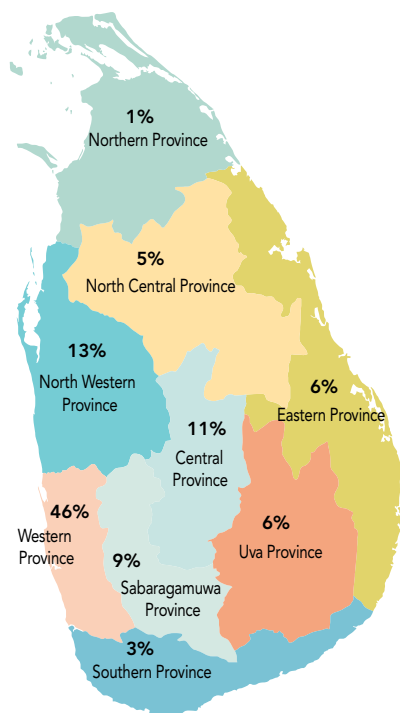 1%
Northern Province
5%
North Central Province
13%
North Western
Province
6%
Eastern Province
11%
Central
Province
46%
Western
Province
6%
Uva Province
9%
Sabaragamuwa
Province
3%
Southern Province